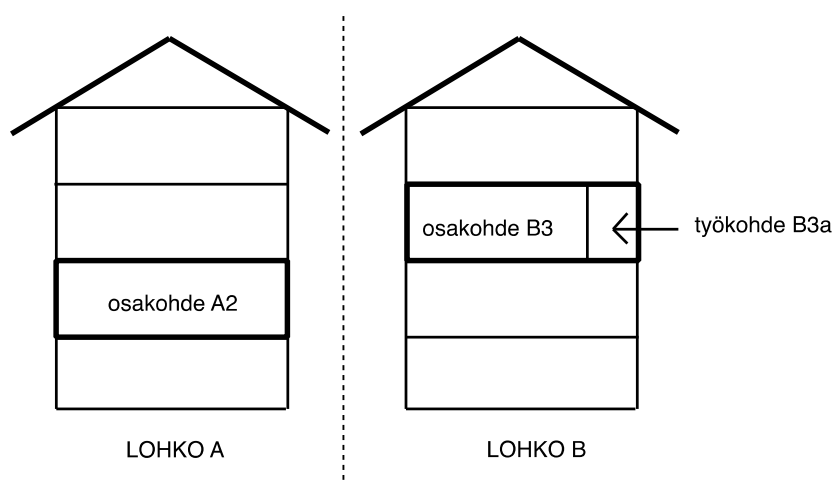 osakohde B3
työkohde B3a
osakohde A2
LOHKO A
LOHKO B